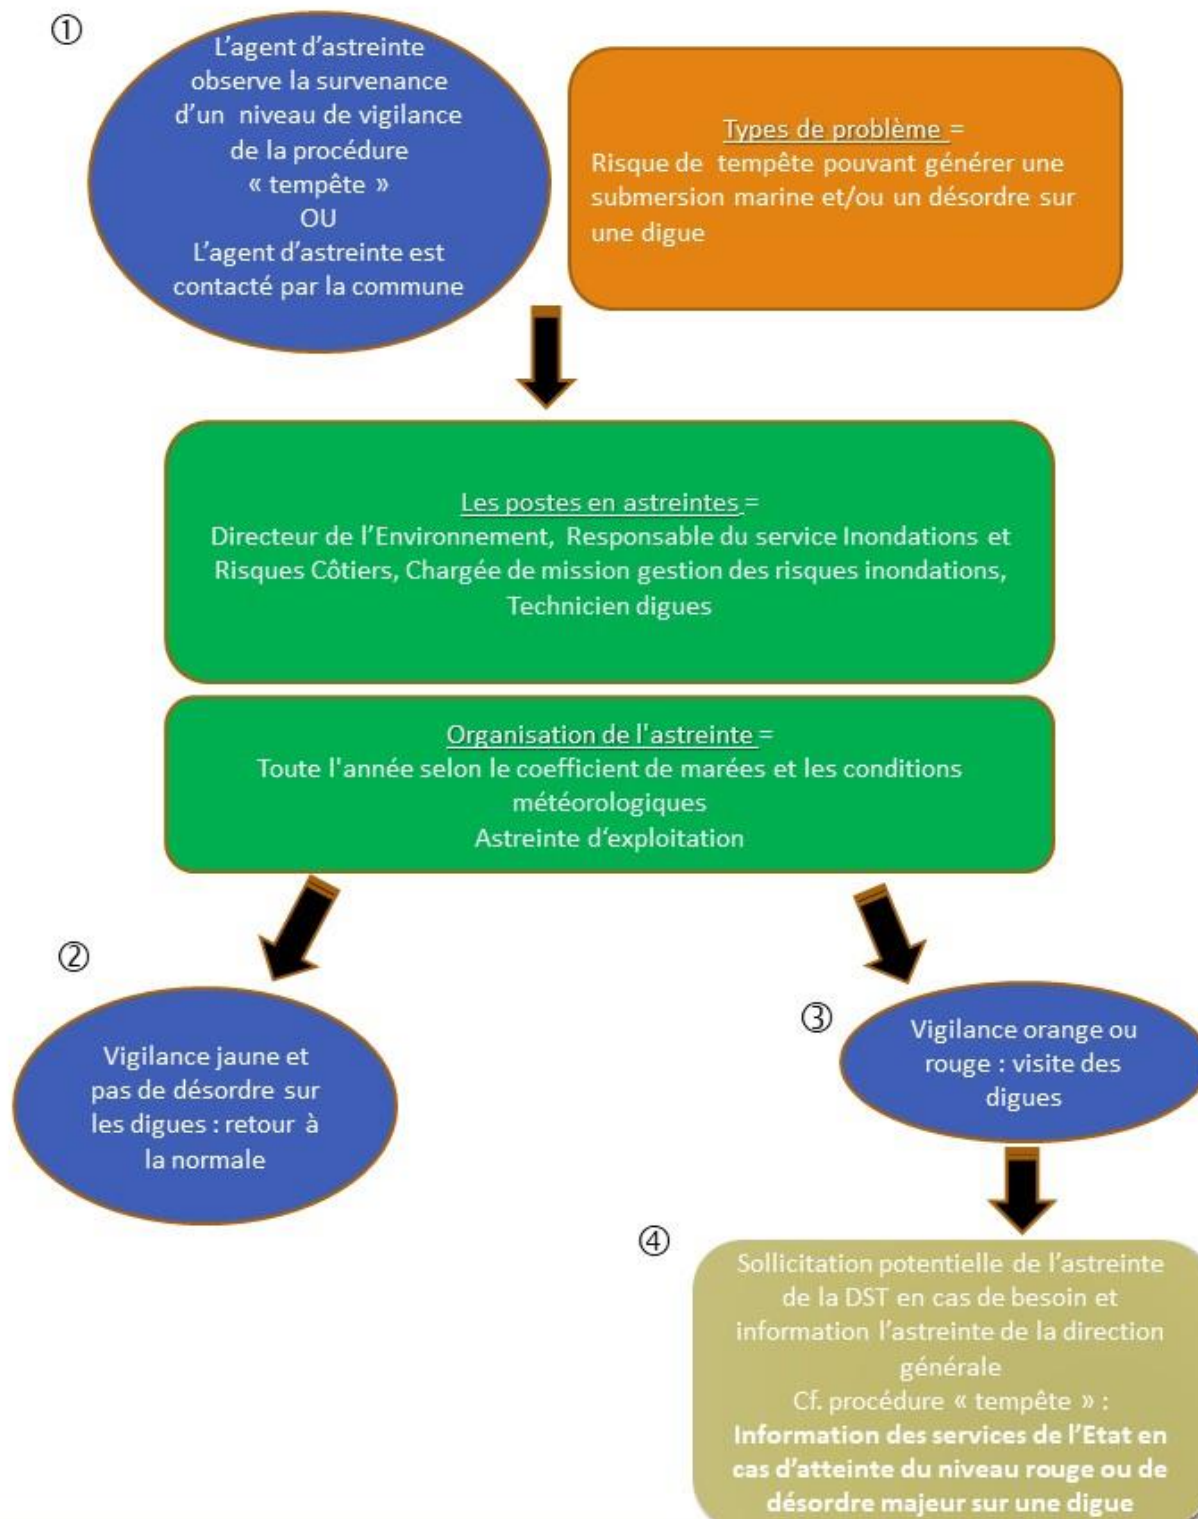 ①
L'agent d'astreinte
observe la survenance
d'un niveau de vigilance
de la procédure
« tempête »
OU
L'agent d'astreinte est
contacté par la commune
Types de problème =
Risque de tempête pouvant générer une
submersion marine et/ou un désordre sur
une digue
Les postes en astreintes =
Directeur de l'Environnement, Responsable du service Inondations et
Risques Côtiers, Chargée de mission gestion des risques inondations,
Technicien digues
Organisation de l'astreinte =
Toute l'année selon le coefficient de marées et les conditions
météorologiques
Astreinte d‘exploitation
②
Vigilance jaune et
pas de désordre sur
les digues : retour à
la normale
③
Vigilance orange ou
rouge : visite des
digues
④
Sollicitation potentielle de l'astreinte
de la DST en cas de besoin et
information l'astreinte de la direction
générale
Cf. procédure « tempête » :
Information des services de l'Etat en
cas d'atteinte du niveau rouge ou de
désordre majeur sur une digue